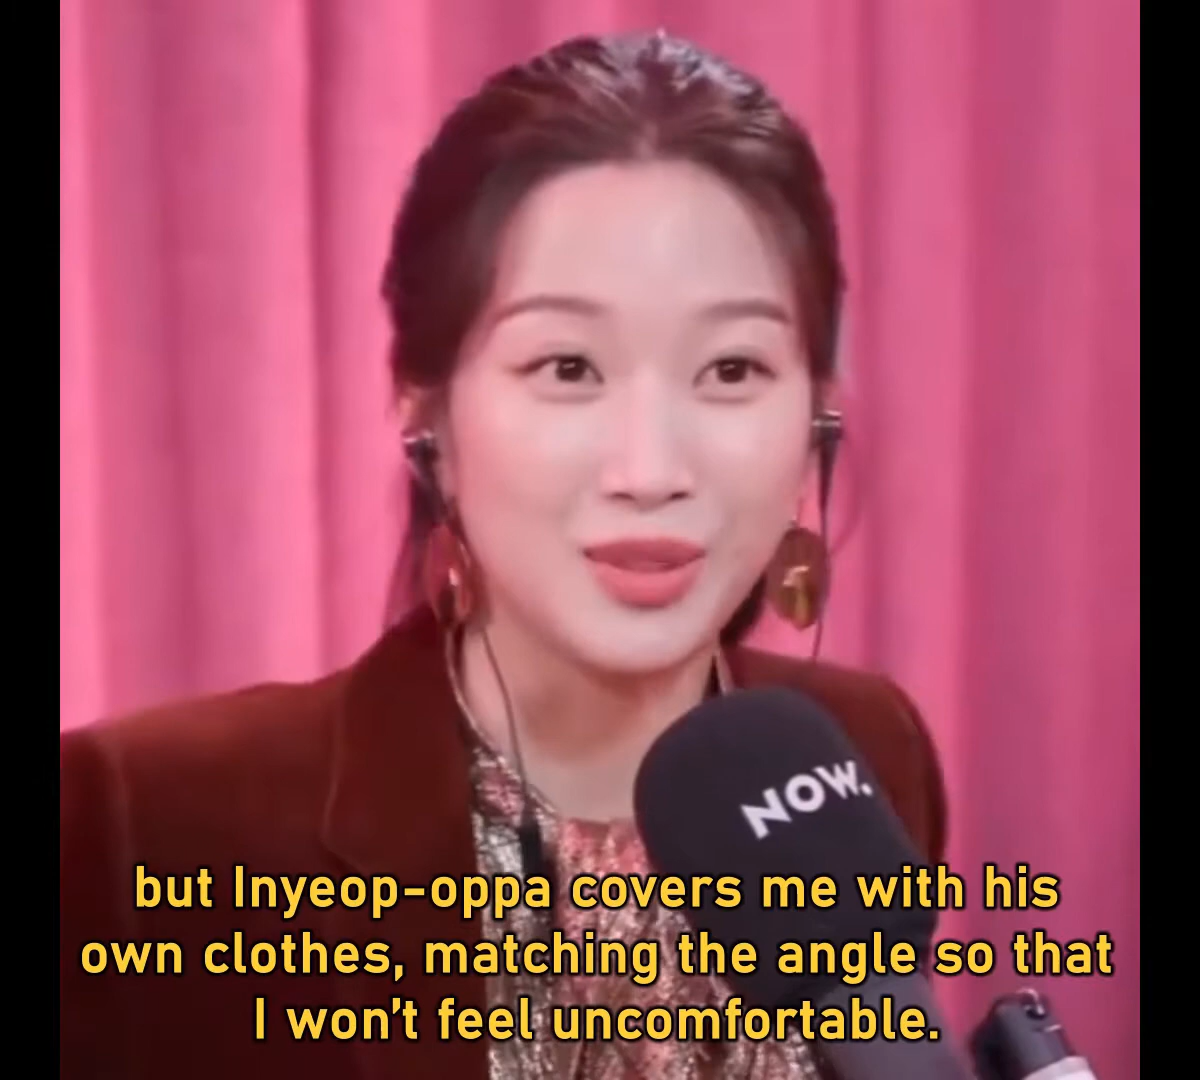 NOW.
but Inyeop-oppa covers me with his
own clothes, matching the angle so that
I won't feel uncomfortable.